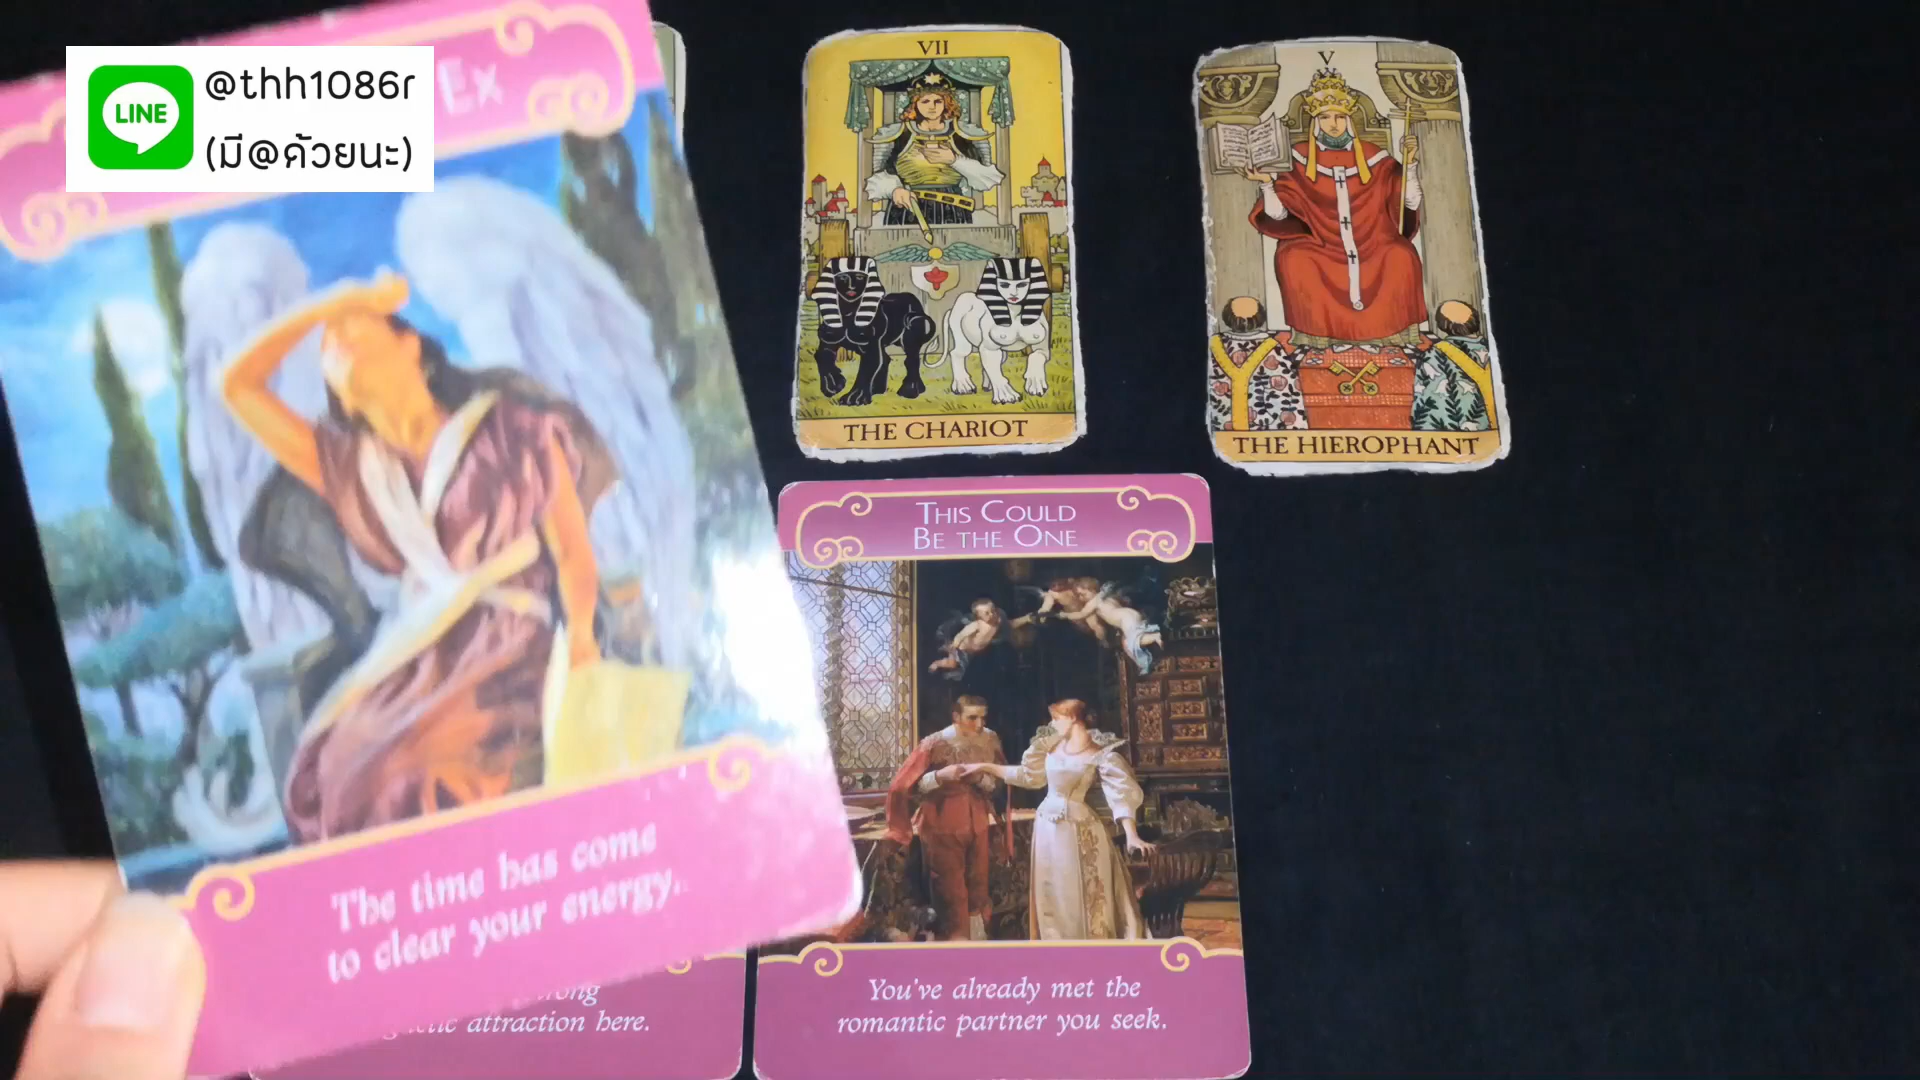 LINE
@thh1086r
(มี@ด้วยนะ)
Ex
The time has come
to clear your energy.
attraction here.
VII
THE CHARIOT
V
THE HIEROPHANT
THIS COULD
BE THE ONE
You've already met the
romantic partner you seek.